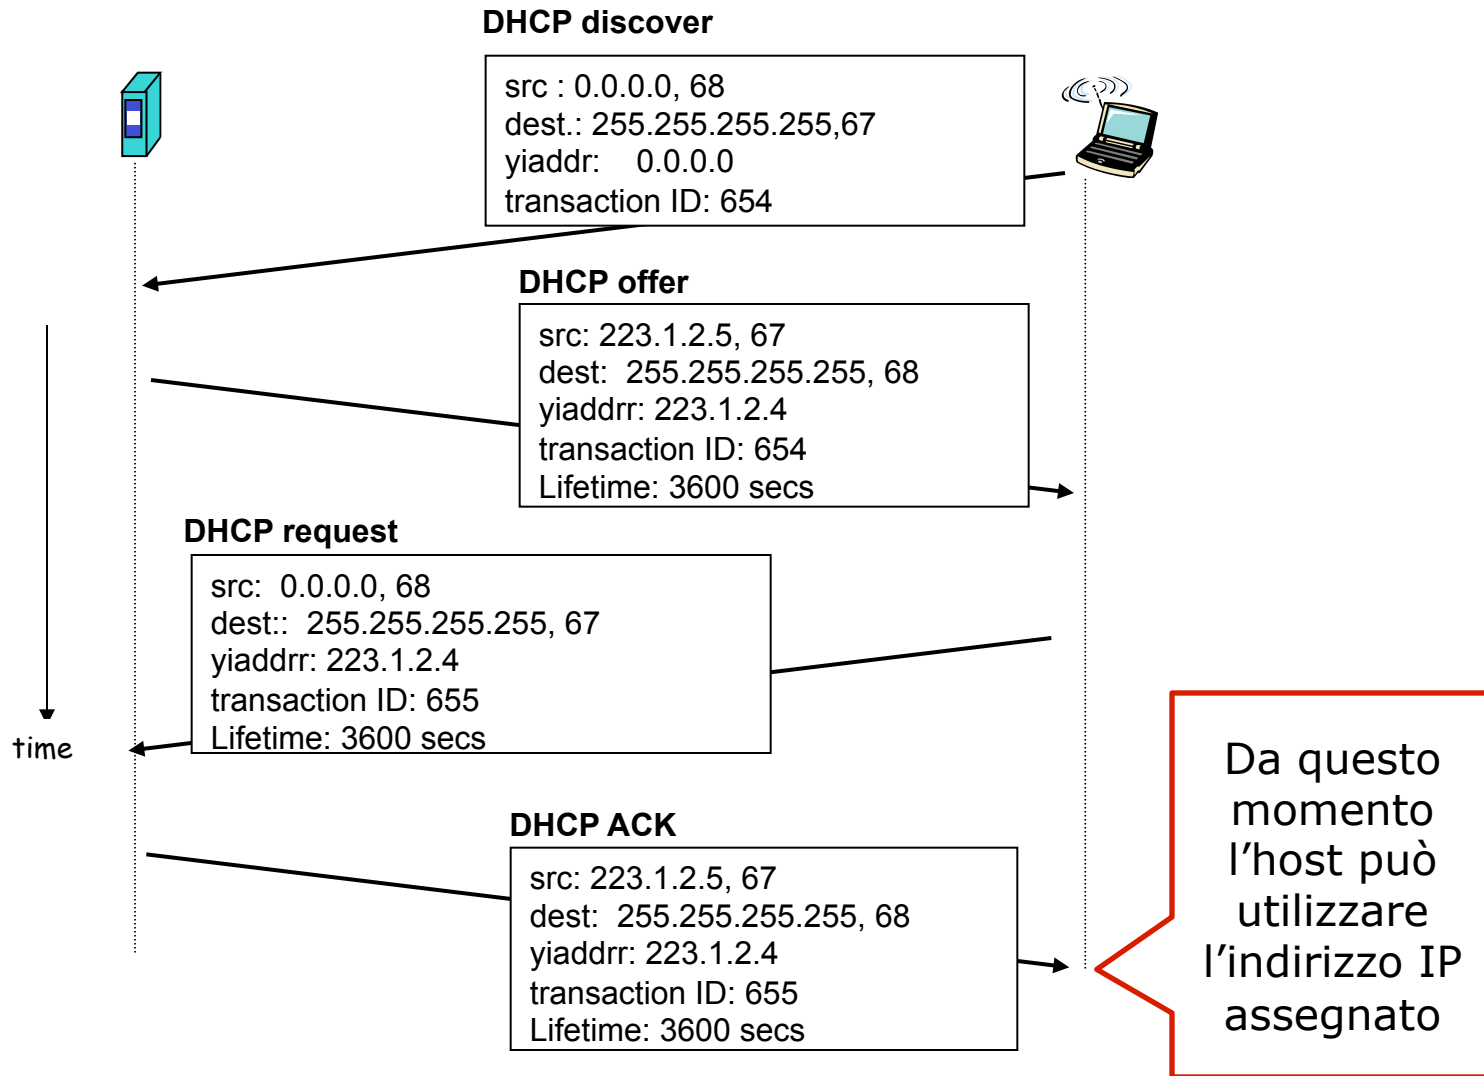 DHCP discover
src : 0.0.0.0, 68
dest.: 255.255.255.255,67
yiaddr: 0.0.0.0
transaction ID: 654
DHCP offer
src: 223.1.2.5, 67
dest: 255.255.255.255, 68
yiaddrr: 223.1.2.4
transaction ID: 654
Lifetime: 3600 secs
DHCP request
src: 0.0.0.0, 68
dest:: 255.255.255.255, 67
yiaddrr: 223.1.2.4
transaction ID: 655
Lifetime: 3600 secs
time
DHCP ACK
src: 223.1.2.5, 67
dest: 255.255.255.255, 68
yiaddrr: 223.1.2.4
transaction ID: 655
Lifetime: 3600 secs
Da questo
momento
l’host può
utilizzare
l’indirizzo IP
assegnato